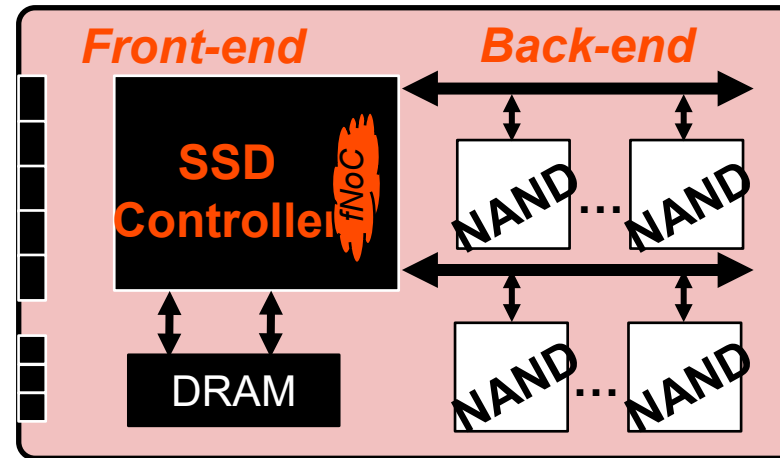 Front-end
Back-end
SSD
Controller
fNoC
NAND
...
NAND
NAND
...
NAND
DRAM